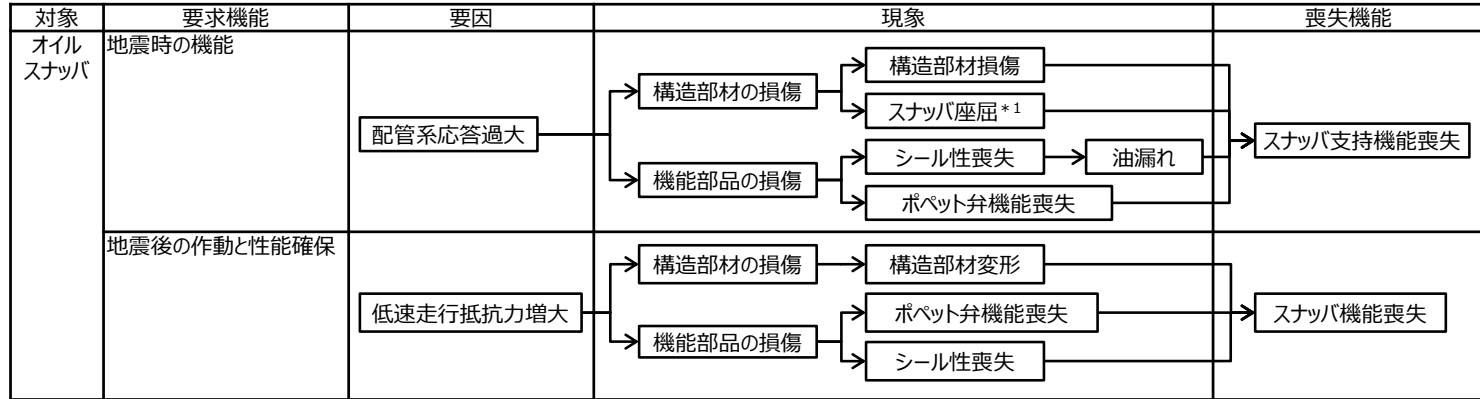 対象
要求機能
要因
現象
喪失機能
オイル
スナッバ
地震時の機能
配管系応答過大
構造部材の損傷
構造部材損傷
スナッバ座屈*1
機能部品の損傷
シール性喪失
油漏れ
ポペット弁機能喪失
スナッバ支持機能喪失
地震後の作動と性能確保
低速走行抵抗力増大
構造部材の損傷
構造部材変形
機能部品の損傷
ポペット弁機能喪失
シール性喪失
スナッバ機能喪失